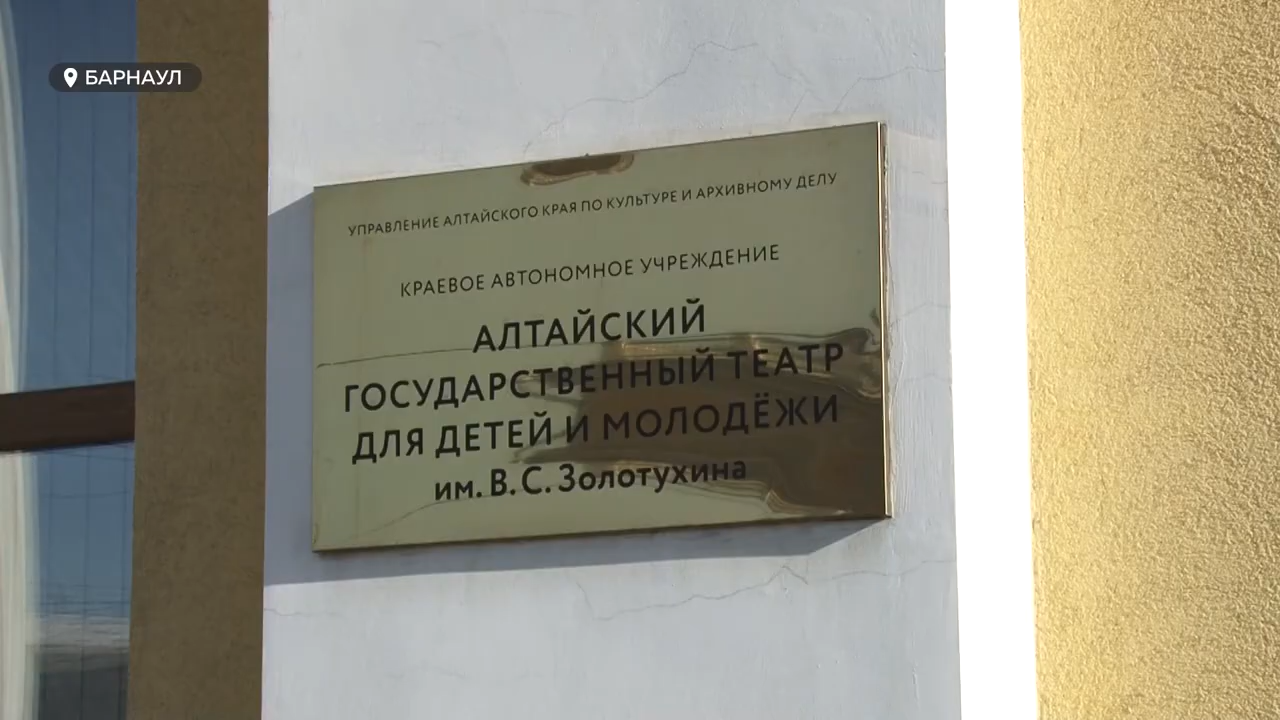 БАРНАУЛ
УПРАВЛЕНИЕ АЛТАЙСКОГО КРАЯ ПО КУЛЬТУРЕ И АРХИВНОМУ ДЕЛУ
КРАЕВОЕ АВТОНОМНОЕ УЧРЕЖДЕНИЕ
АЛТАЙСКИЙ
ГОСУДАРСТВЕННЫЙ ТЕАТР
ДЛЯ ДЕТЕЙ И МОЛОДЁЖИ
им. В. С. Золотухина